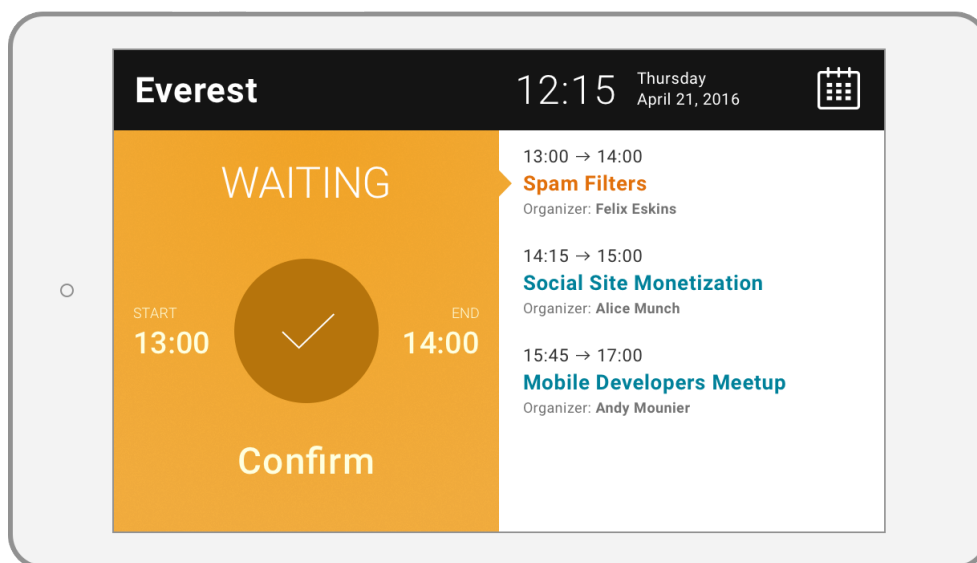 Everest
12:15
Thursday
April 21, 2016
WAITING
START
13:00
END
14:00
Confirm
13:00 → 14:00
Spam Filters
Organizer: Felix Eskins
14:15 → 15:00
Social Site Monetization
Organizer: Alice Munch
15:45 → 17:00
Mobile Developers Meetup
Organizer: Andy Mounier